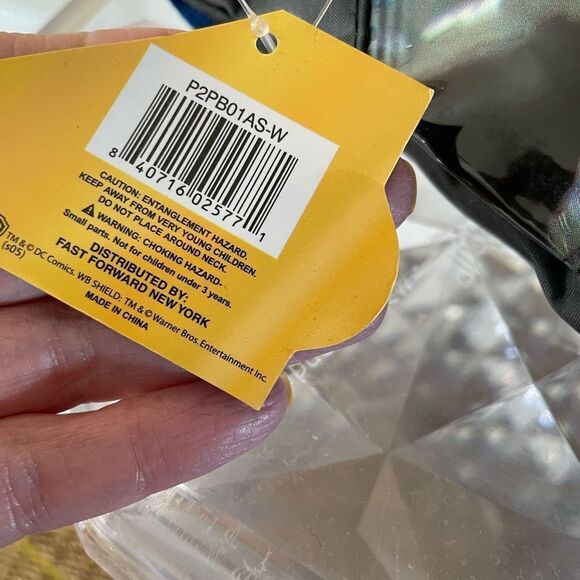 P2PB01AS-W
8 40716 02577 1
CAUTION: ENTANGLEMENT HAZARD.
KEEP AWAY FROM VERY YOUNG CHILDREN.
DO NOT PLACE AROUND NECK.
⚠ WARNING: CHOKING HAZARD-
Small parts. Not for children under 3 years.
DISTRIBUTED BY:
FAST FORWARD NEW YORK
TM & © DC Comics. WB SHIELD: TM & © Warner Bros. Entertainment Inc.
(s05)
MADE IN CHINA